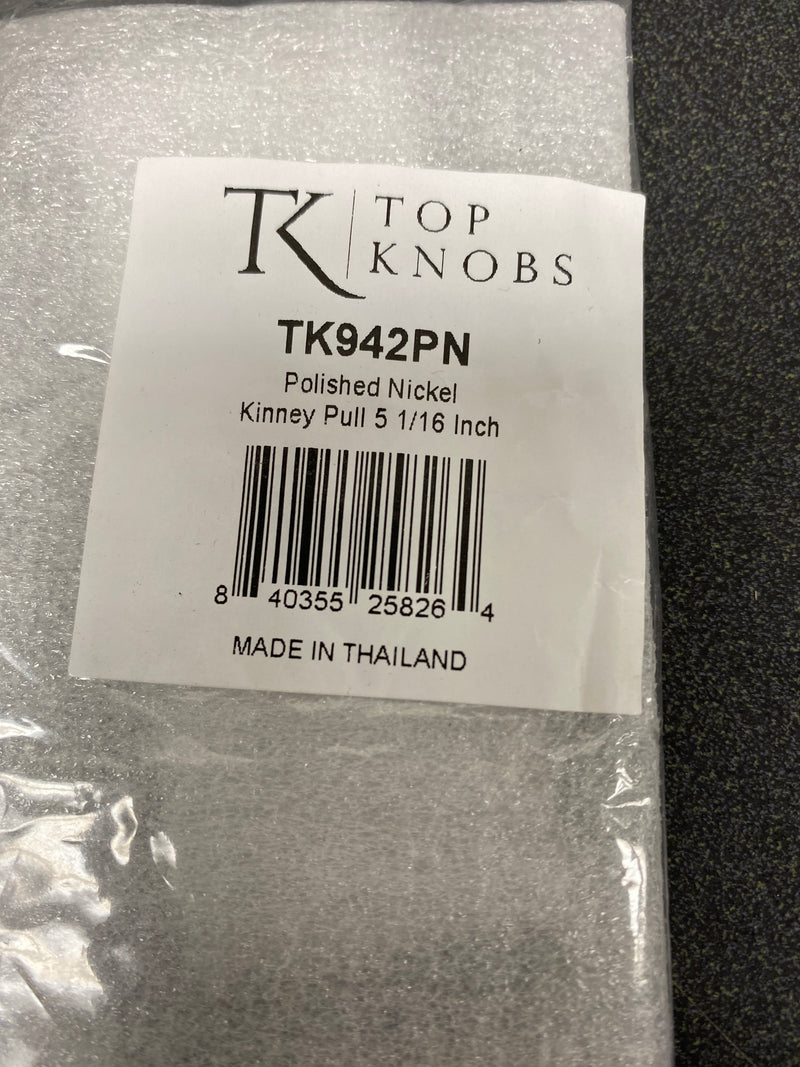 TK TOP
KNOBS
TK942PN
Polished Nickel
Kinney Pull 5 1/16 Inch
8 40355 25826 4
MADE IN THAILAND